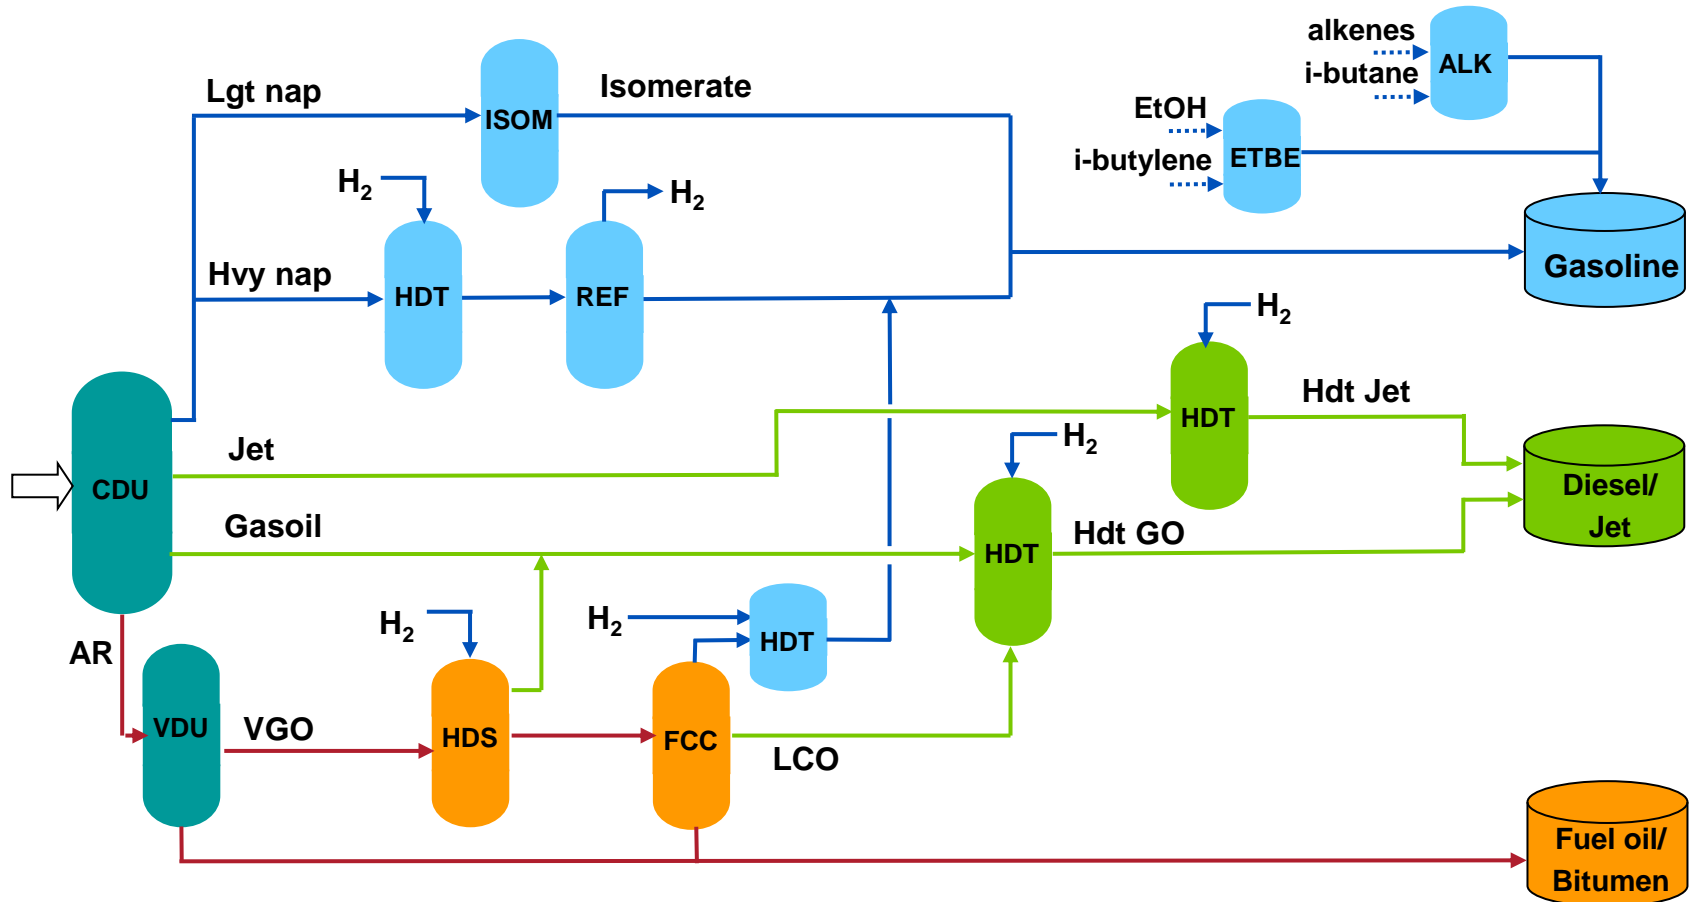 alkenes
i-butane
ALK
EtOH
i-butylene
ETBE
Lgt nap
ISOM
Isomerate
H2
H2
Hvy nap
HDT
REF
Gasoline
H2
Hdt Jet
HDT
Jet
H2
CDU
Diesel/
Jet
Gasoil
Hdt GO
HDT
H2
H2
HDT
AR
VDU
VGO
HDS
FCC
LCO
Fuel oil/
Bitumen